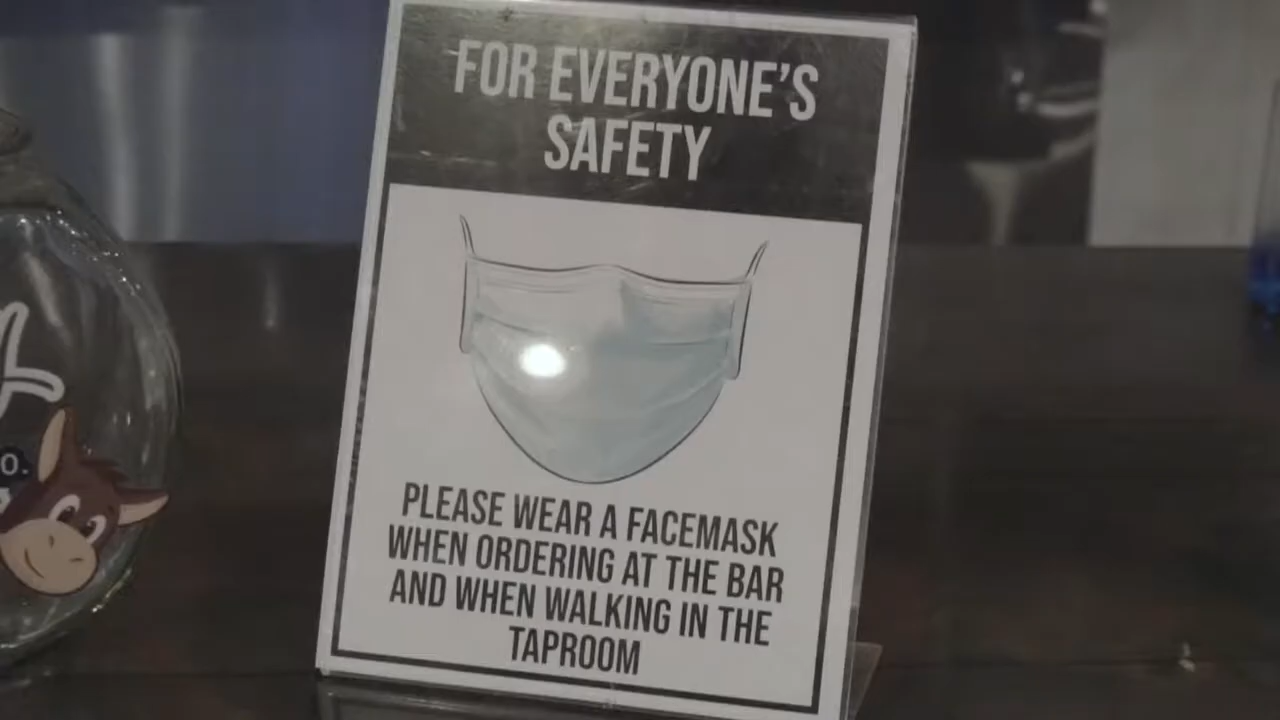 FOR EVERYONE'S
SAFETY
PLEASE WEAR A FACEMASK
WHEN ORDERING AT THE BAR
AND WHEN WALKING IN THE
TAPROOM
O.